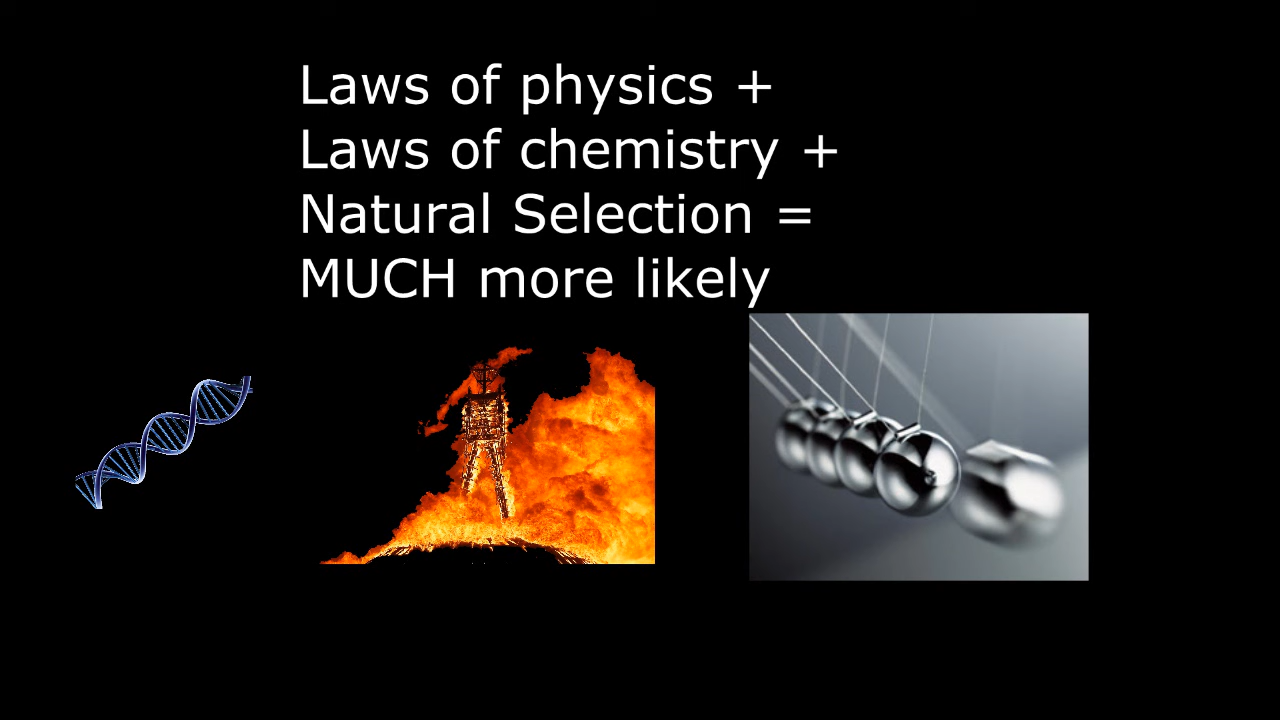 Laws of physics +
Laws of chemistry +
Natural Selection =
MUCH more likely